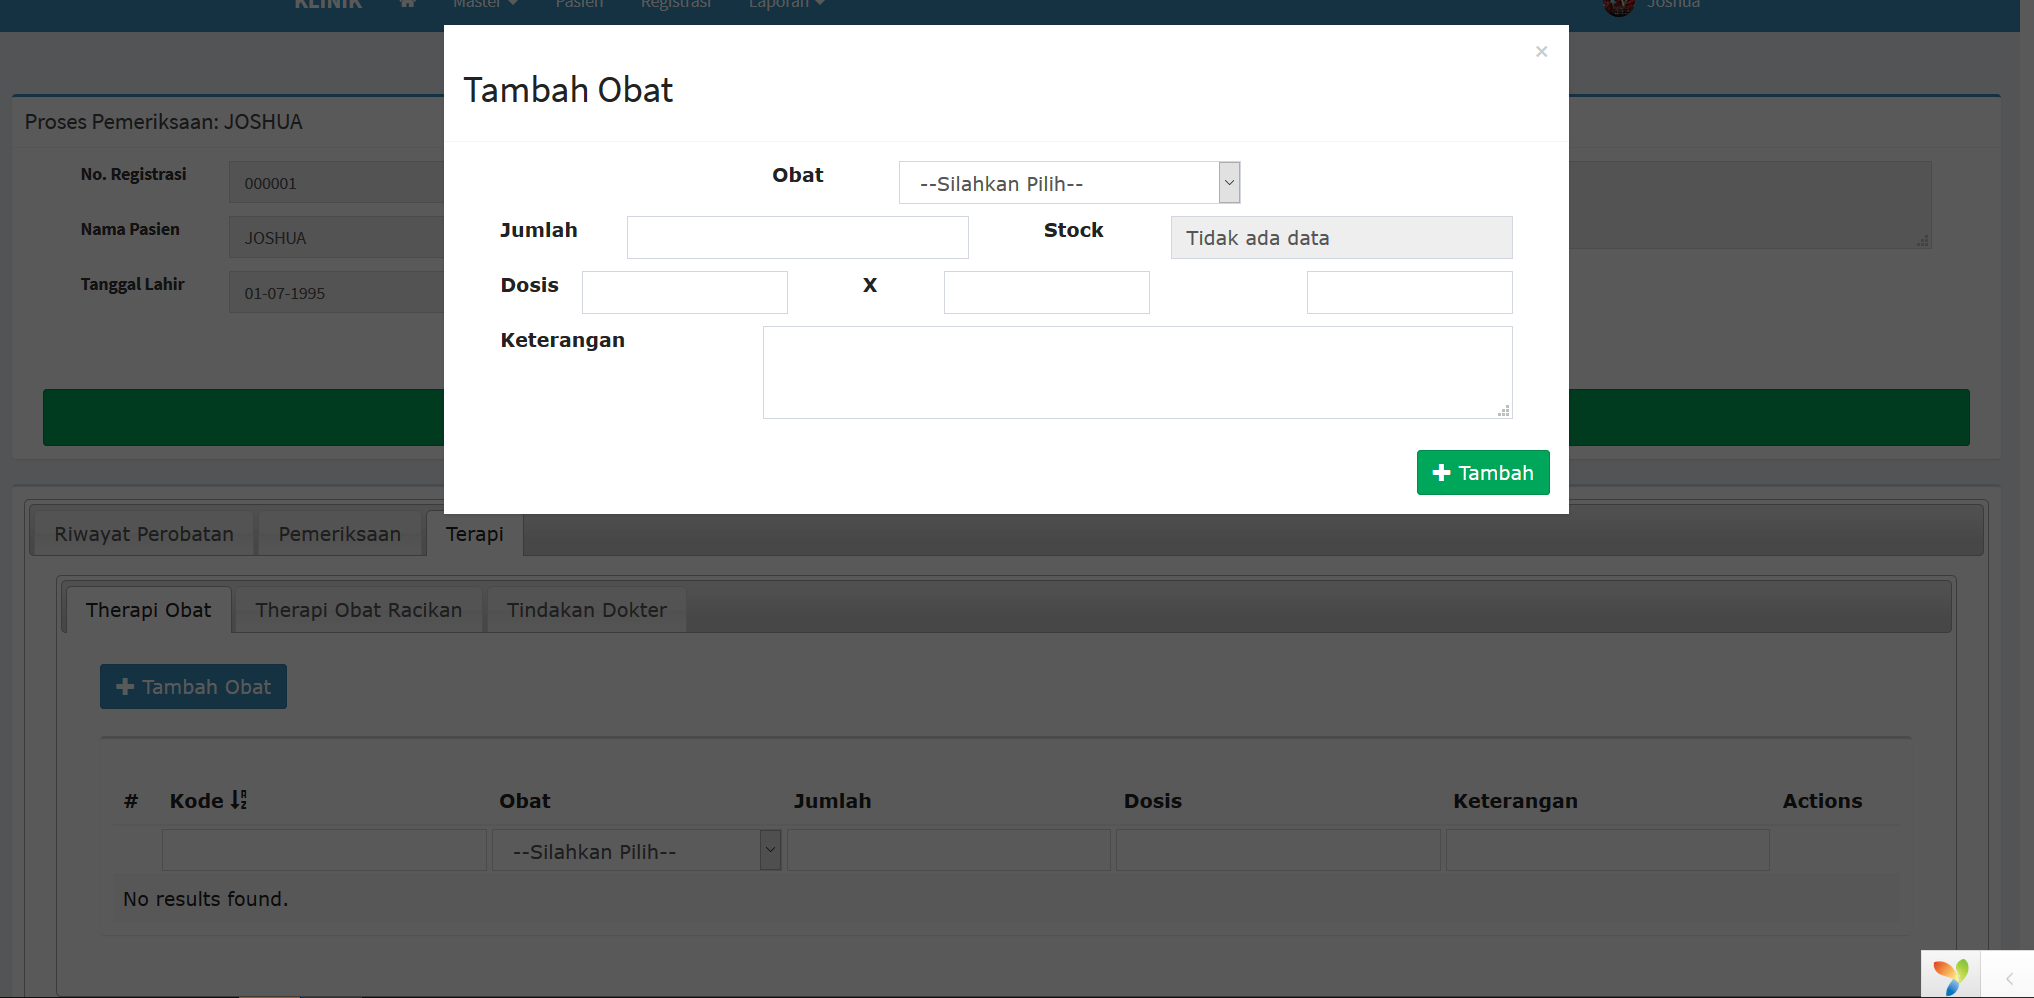 KLINIK Master Pasien Registrasi Laporan Joshua
×
Tambah Obat
Proses Pemeriksaan: JOSHUA
No. Registrasi 000001
Nama Pasien JOSHUA
Tanggal Lahir 01-07-1995
Obat --Silahkan Pilih--
Jumlah Stock Tidak ada data
Dosis X
Keterangan
Tambah
Riwayat Perobatan Pemeriksaan Terapi
Therapi Obat Therapi Obat Racikan Tindakan Dokter
Tambah Obat
# Kode Obat Jumlah Dosis Keterangan Actions
--Silahkan Pilih--
No results found.